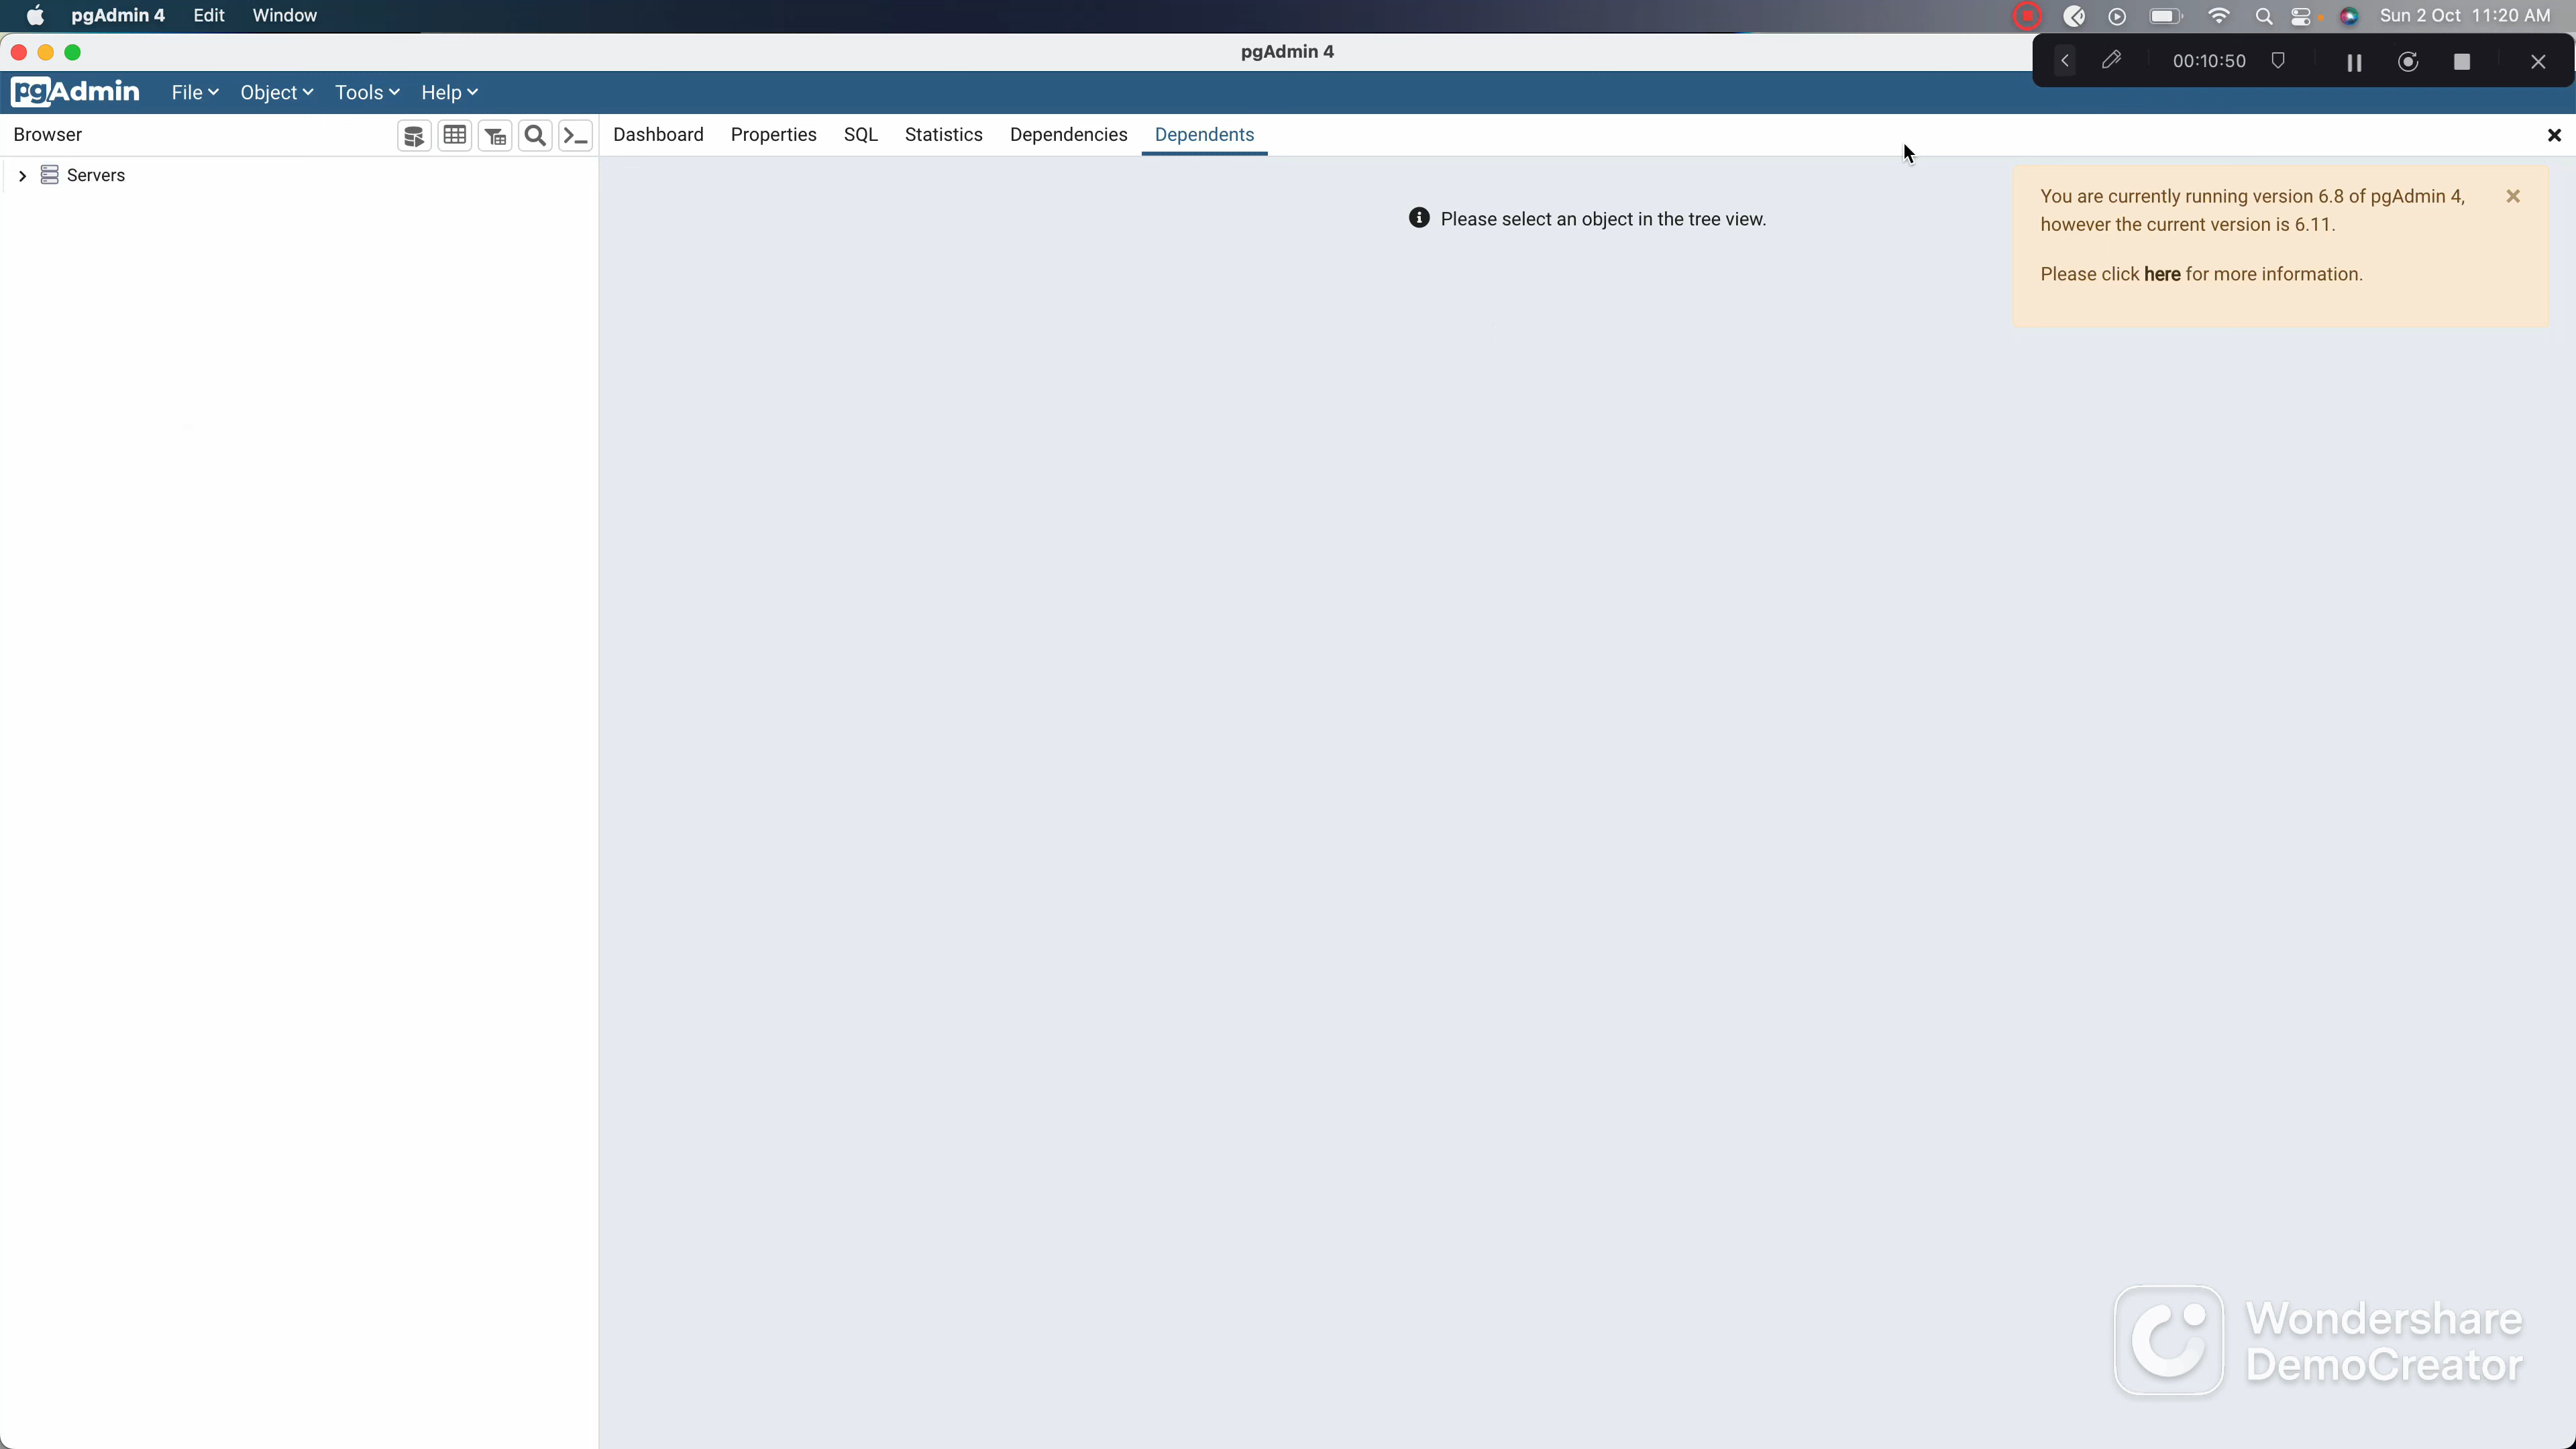 pgAdmin 4 Edit Window Sun 2 Oct 11:20 AM
pgAdmin 4
00:10:50
pgAdmin File Object Tools Help
Browser Dashboard Properties SQL Statistics Dependencies Dependents
Servers
Please select an object in the tree view.
You are currently running version 6.8 of pgAdmin 4,
however the current version is 6.11.
Please click here for more information.
Wondershare
DemoCreator